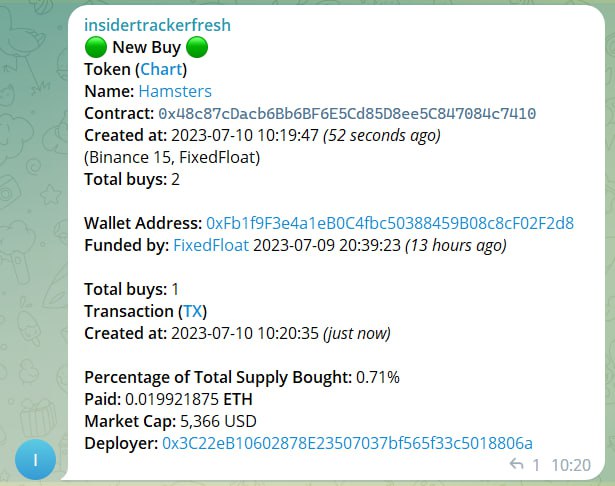 insidertrackerfresh
🟢 New Buy 🟢
Token (Chart)
Name: Hamsters
Contract: 0x48c87cDacb6Bb6BF6E5Cd85D8ee5C847084c7410
Created at: 2023-07-10 10:19:47 (52 seconds ago)
(Binance 15, FixedFloat)
Total buys: 2
Wallet Address: 0xFb1f9F3e4a1eB0C4fbc50388459B08c8cF02F2d8
Funded by: FixedFloat 2023-07-09 20:39:23 (13 hours ago)
Total buys: 1
Transaction (TX)
Created at: 2023-07-10 10:20:35 (just now)
Percentage of Total Supply Bought: 0.71%
Paid: 0.019921875 ETH
Market Cap: 5,366 USD
Deployer: 0x3C22eB10602878E23507037bf565f33c5018806a
I
1 10:20